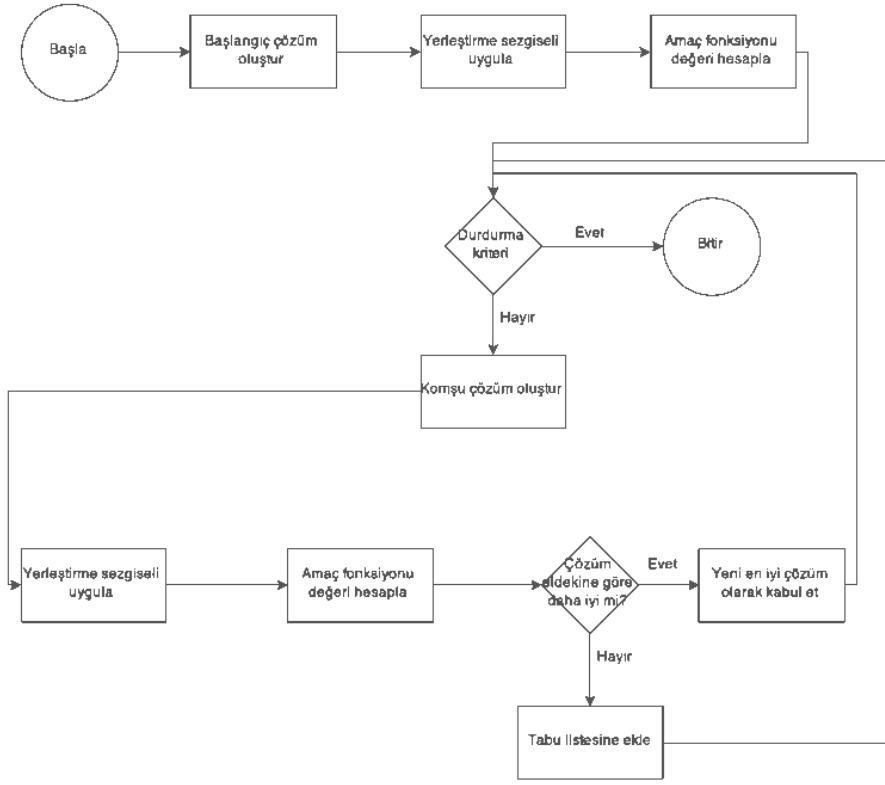 Başla
Başlangıç çözüm
oluştur
Yerleştirme sezgiseli
uygula
Amaç fonksiyonu
değeri hesapla
Durdurma
kriteri
Evet
Bitir
Hayır
Komşu çözüm oluştur
Yerleştirme sezgiseli
uygula
Amaç fonksiyonu
değeri hesapla
Çözüm
eldekine göre
daha iyi mi?
Evet
Yeni en iyi çözüm
olarak kabul et
Hayır
Tabu listesine ekle